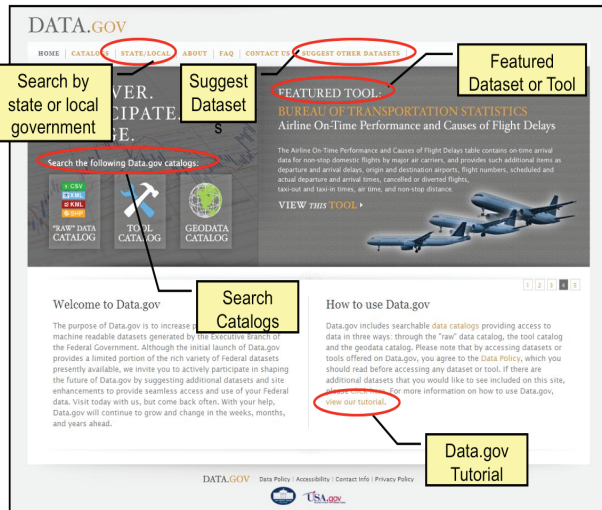 DATA.GOV
HOME | CATALOGS | STATE/LOCAL | ABOUT | FAQ | CONTACT US | SUGGEST OTHER DATASETS
Search by
state or local
government
Suggest
Dataset
s
Featured
Dataset or Tool
VER.
CIPATE.
GE.
Search the following Data.gov catalogs:
CSV
XML
KML
SHP
"RAW" DATA
CATALOG
TOOL
CATALOG
GEODATA
CATALOG
FEATURED TOOL:
BUREAU OF TRANSPORTATION STATISTICS
Airline On-Time Performance and Causes of Flight Delays
The Airline On-Time Performance and Causes of Flight Delays table contains on-time arrival
data for non-stop domestic flights by major air carriers, and provides such additional items as
departure and arrival delays, origin and destination airports, flight numbers, scheduled and
actual departure and arrival times, cancelled or diverted flights,
taxi-out and taxi-in times, air time, and non-stop distance.
VIEW THIS TOOL
1 2 3 4 5
Search
Catalogs
Welcome to Data.gov
The purpose of Data.gov is to increase p
machine readable datasets generated by the Executive Branch of
the Federal Government. Although the initial launch of Data.gov
provides a limited portion of the rich variety of Federal datasets
presently available, we invite you to actively participate in shaping
the future of Data.gov by suggesting additional datasets and site
enhancements to provide seamless access and use of your Federal
data. Visit today with us, but come back often. With your help,
Data.gov will continue to grow and change in the weeks, months,
and years ahead.
How to use Data.gov
Data.gov includes searchable data catalogs providing access to
data in three ways: through the "raw" data catalog, the tool catalog
and the geodata catalog. Please note that by accessing datasets or
tools offered on Data.gov, you agree to the Data Policy, which you
should read before accessing any dataset or tool. If there are
additional datasets that you would like to see included on this site,
please click here. For more information on how to use Data.gov,
view our tutorial.
Data.gov
Tutorial
DATA.GOV Data Policy | Accessibility | Contact Info | Privacy Policy
USA.gov